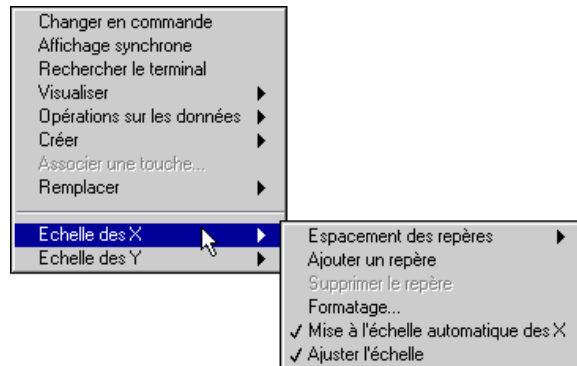 Changer en commande
Affichage synchrone
Rechercher le terminal
Visualiser
Opérations sur les données
Créer
Associer une touche...
Remplacer
Echelle des X
Echelle des Y
Espacement des repères
Ajouter un repère
Supprimer le repère
Formatage...
✓ Mise à l'échelle automatique des X
✓ Ajuster l'échelle